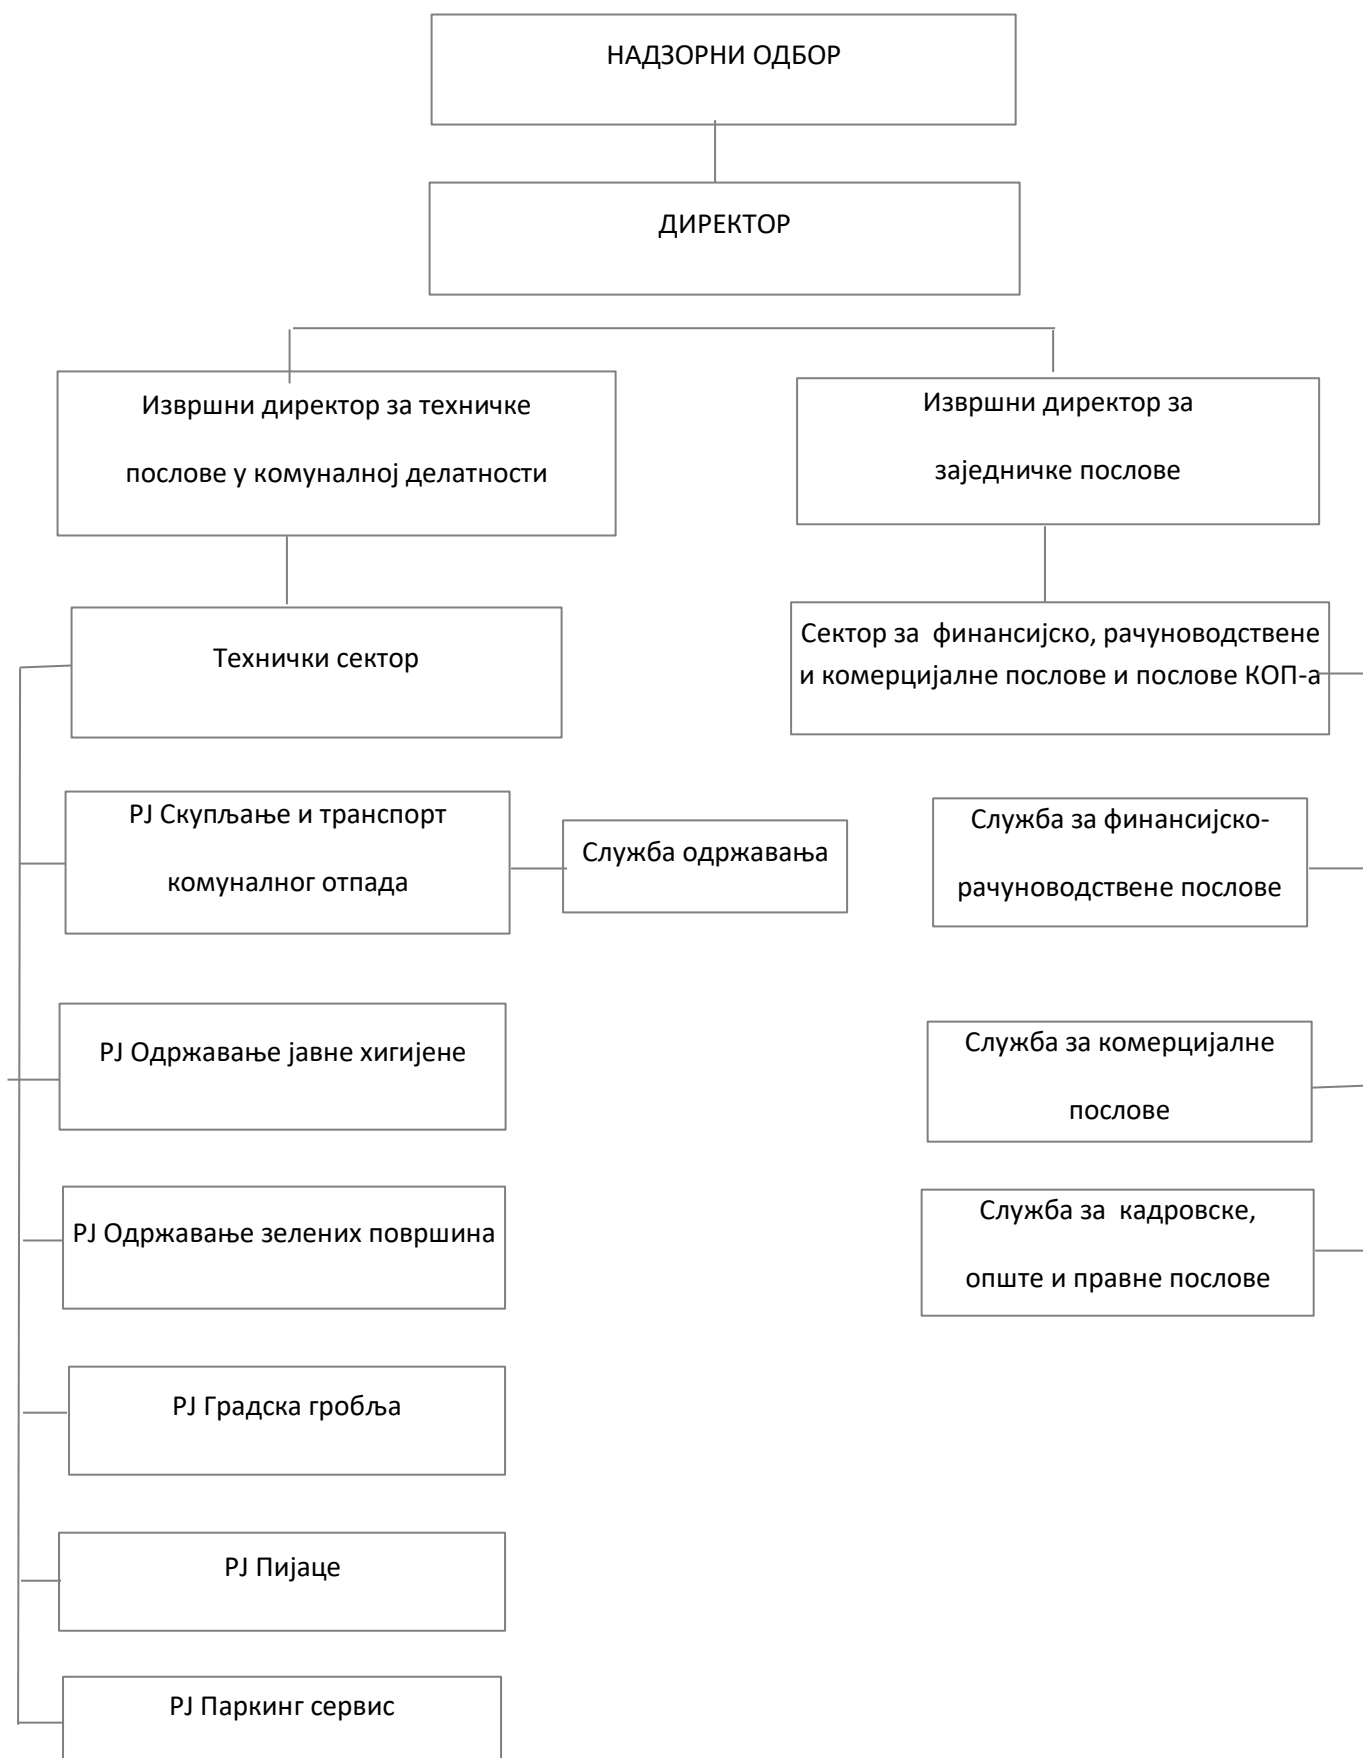 НАДЗОРНИ ОДБОР
ДИРЕКТОР
Извршни директор за техничке
послове у комуналној делатности
Извршни директор за
заједничке послове
Технички сектор
Сектор за  финансијско, рачуноводствене
и комерцијалне послове и послове КОП-а
РЈ Скупљање и транспорт
комуналног отпада
Служба одржавања
Служба за финансијско-
рачуноводствене послове
РЈ Одржавање јавне хигијене
Служба за комерцијалне
послове
РЈ Одржавање зелених површина
Служба за  кадровске,
опште и правне послове
РЈ Градска гробља
РЈ Пијаце
РЈ Паркинг сервис